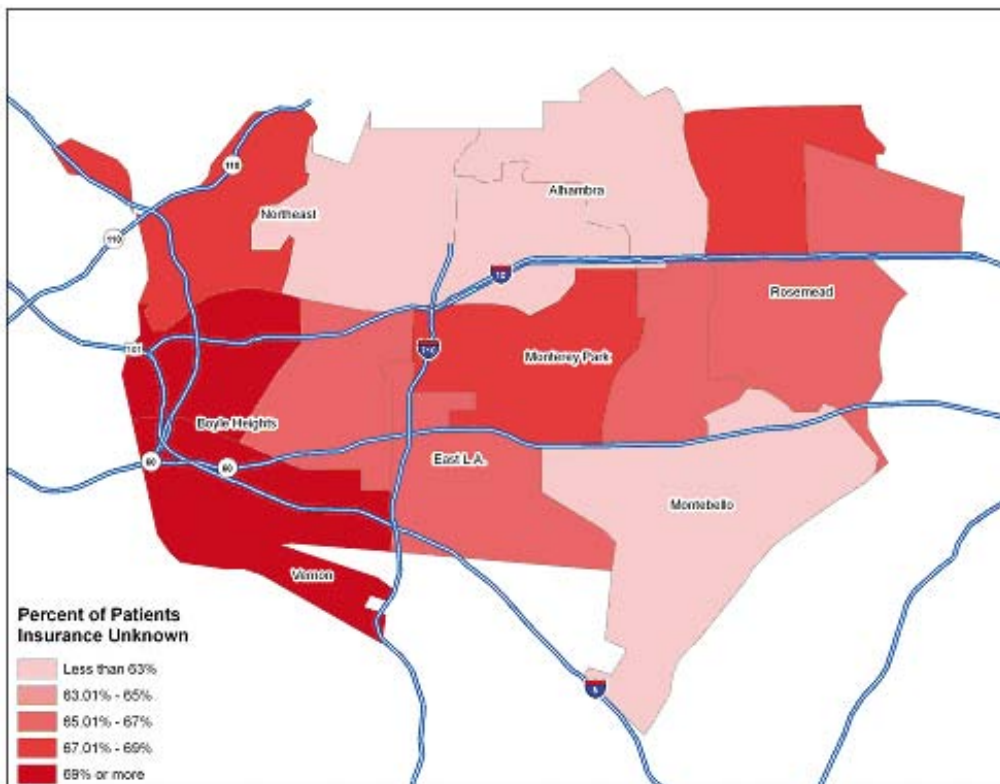 110
110
Northeast
Alhambra
10
Rosemead
101
710
Monterey Park
Boyle Heights
60
60
East L.A.
Montebello
Vernon
5
Percent of Patients
Insurance Unknown
Less than 63%
63.01% - 65%
65.01% - 67%
67.01% - 69%
69% or more